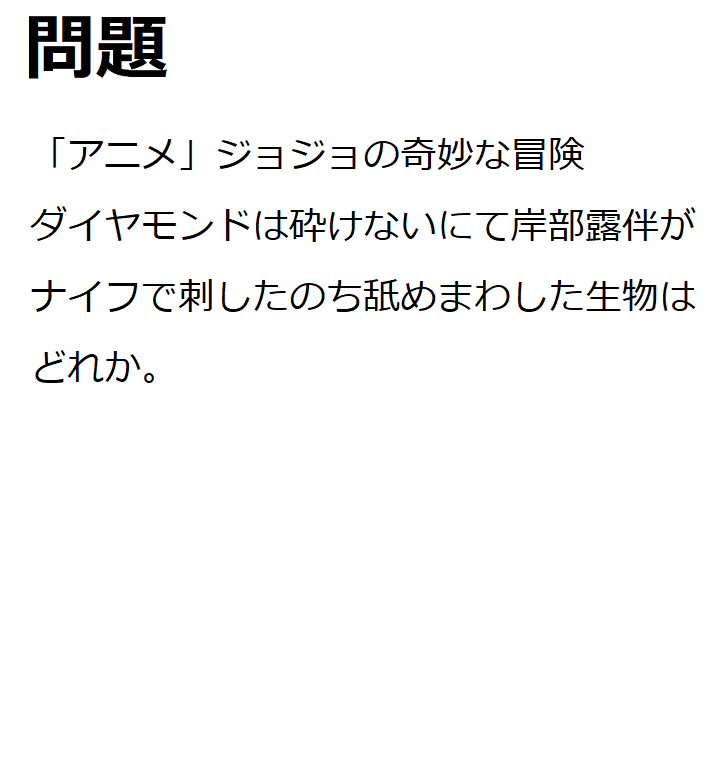 問題
「アニメ」ジョジョの奇妙な冒険
ダイヤモンドは砕けないにて岸部露伴が
ナイフで刺したのち舐めまわした生物は
どれか。